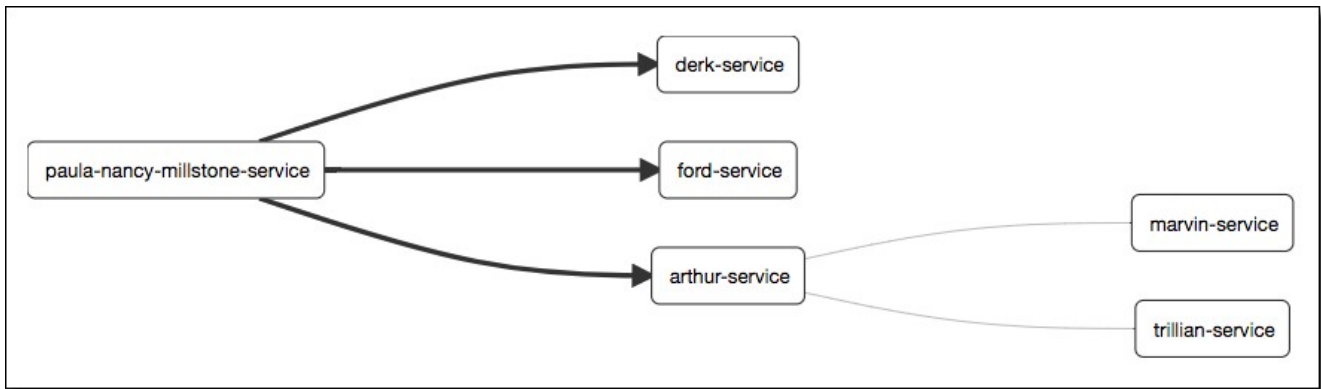 derk-service
paula-nancy-millstone-service
ford-service
marvin-service
arthur-service
trillian-service